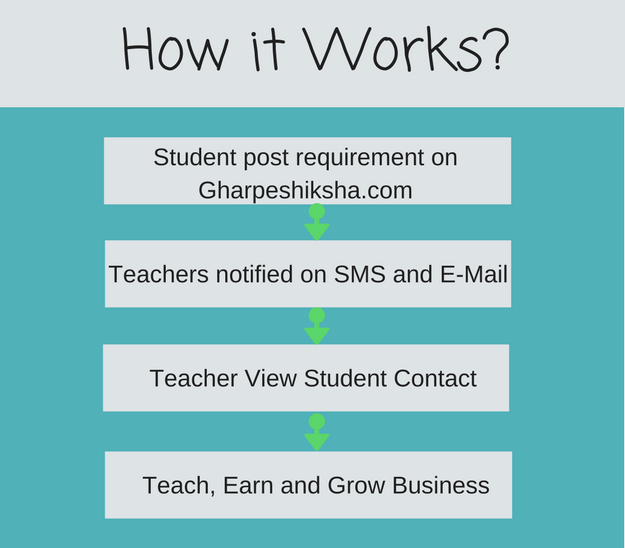 How it Works?
Student post requirement on
Gharpeshiksha.com
Teachers notified on SMS and E-Mail
Teacher View Student Contact
Teach, Earn and Grow Business